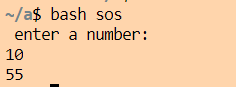 ~/a$ bash sos
enter a number:
10
55